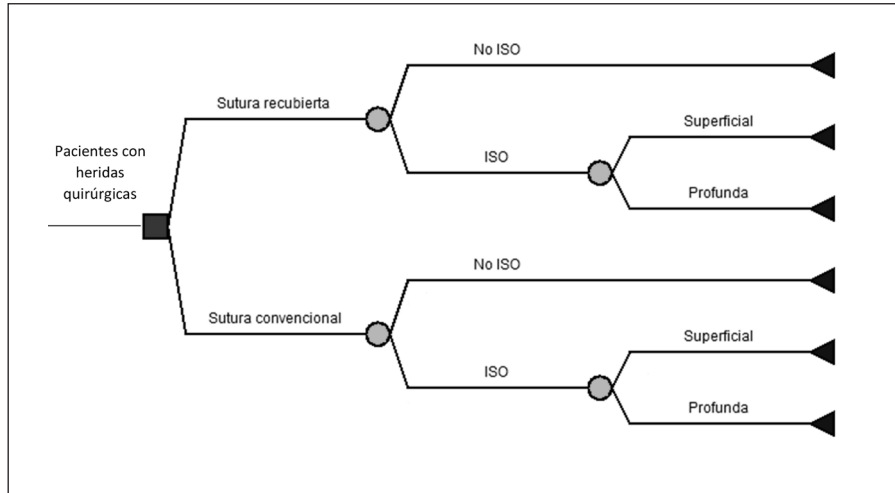 No ISO
Sutura recubierta
Superficial
ISO
Profunda
Pacientes con
heridas
quirúrgicas
No ISO
Sutura convencional
Superficial
ISO
Profunda